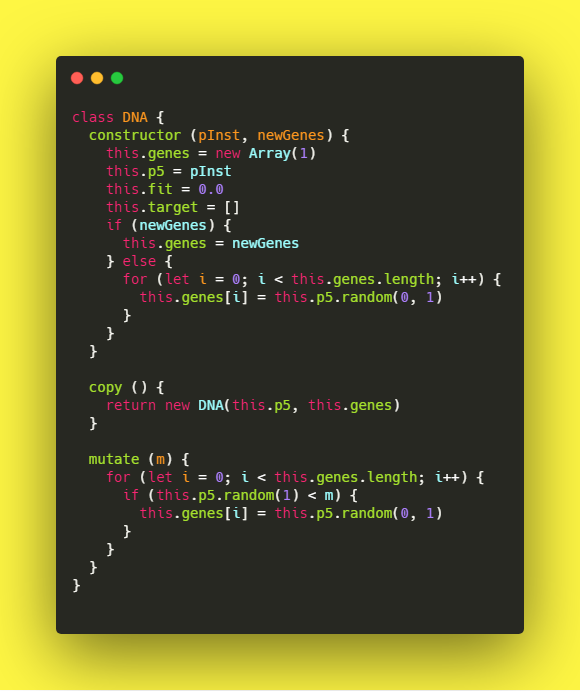 class DNA {
  constructor (pInst, newGenes) {
    this.genes = new Array(1)
    this.p5 = pInst
    this.fit = 0.0
    this.target = []
    if (newGenes) {
      this.genes = newGenes
    } else {
      for (let i = 0; i < this.genes.length; i++) {
        this.genes[i] = this.p5.random(0, 1)
      }
    }
  }

  copy () {
    return new DNA(this.p5, this.genes)
  }

  mutate (m) {
    for (let i = 0; i < this.genes.length; i++) {
      if (this.p5.random(1) < m) {
        this.genes[i] = this.p5.random(0, 1)
      }
    }
  }
}